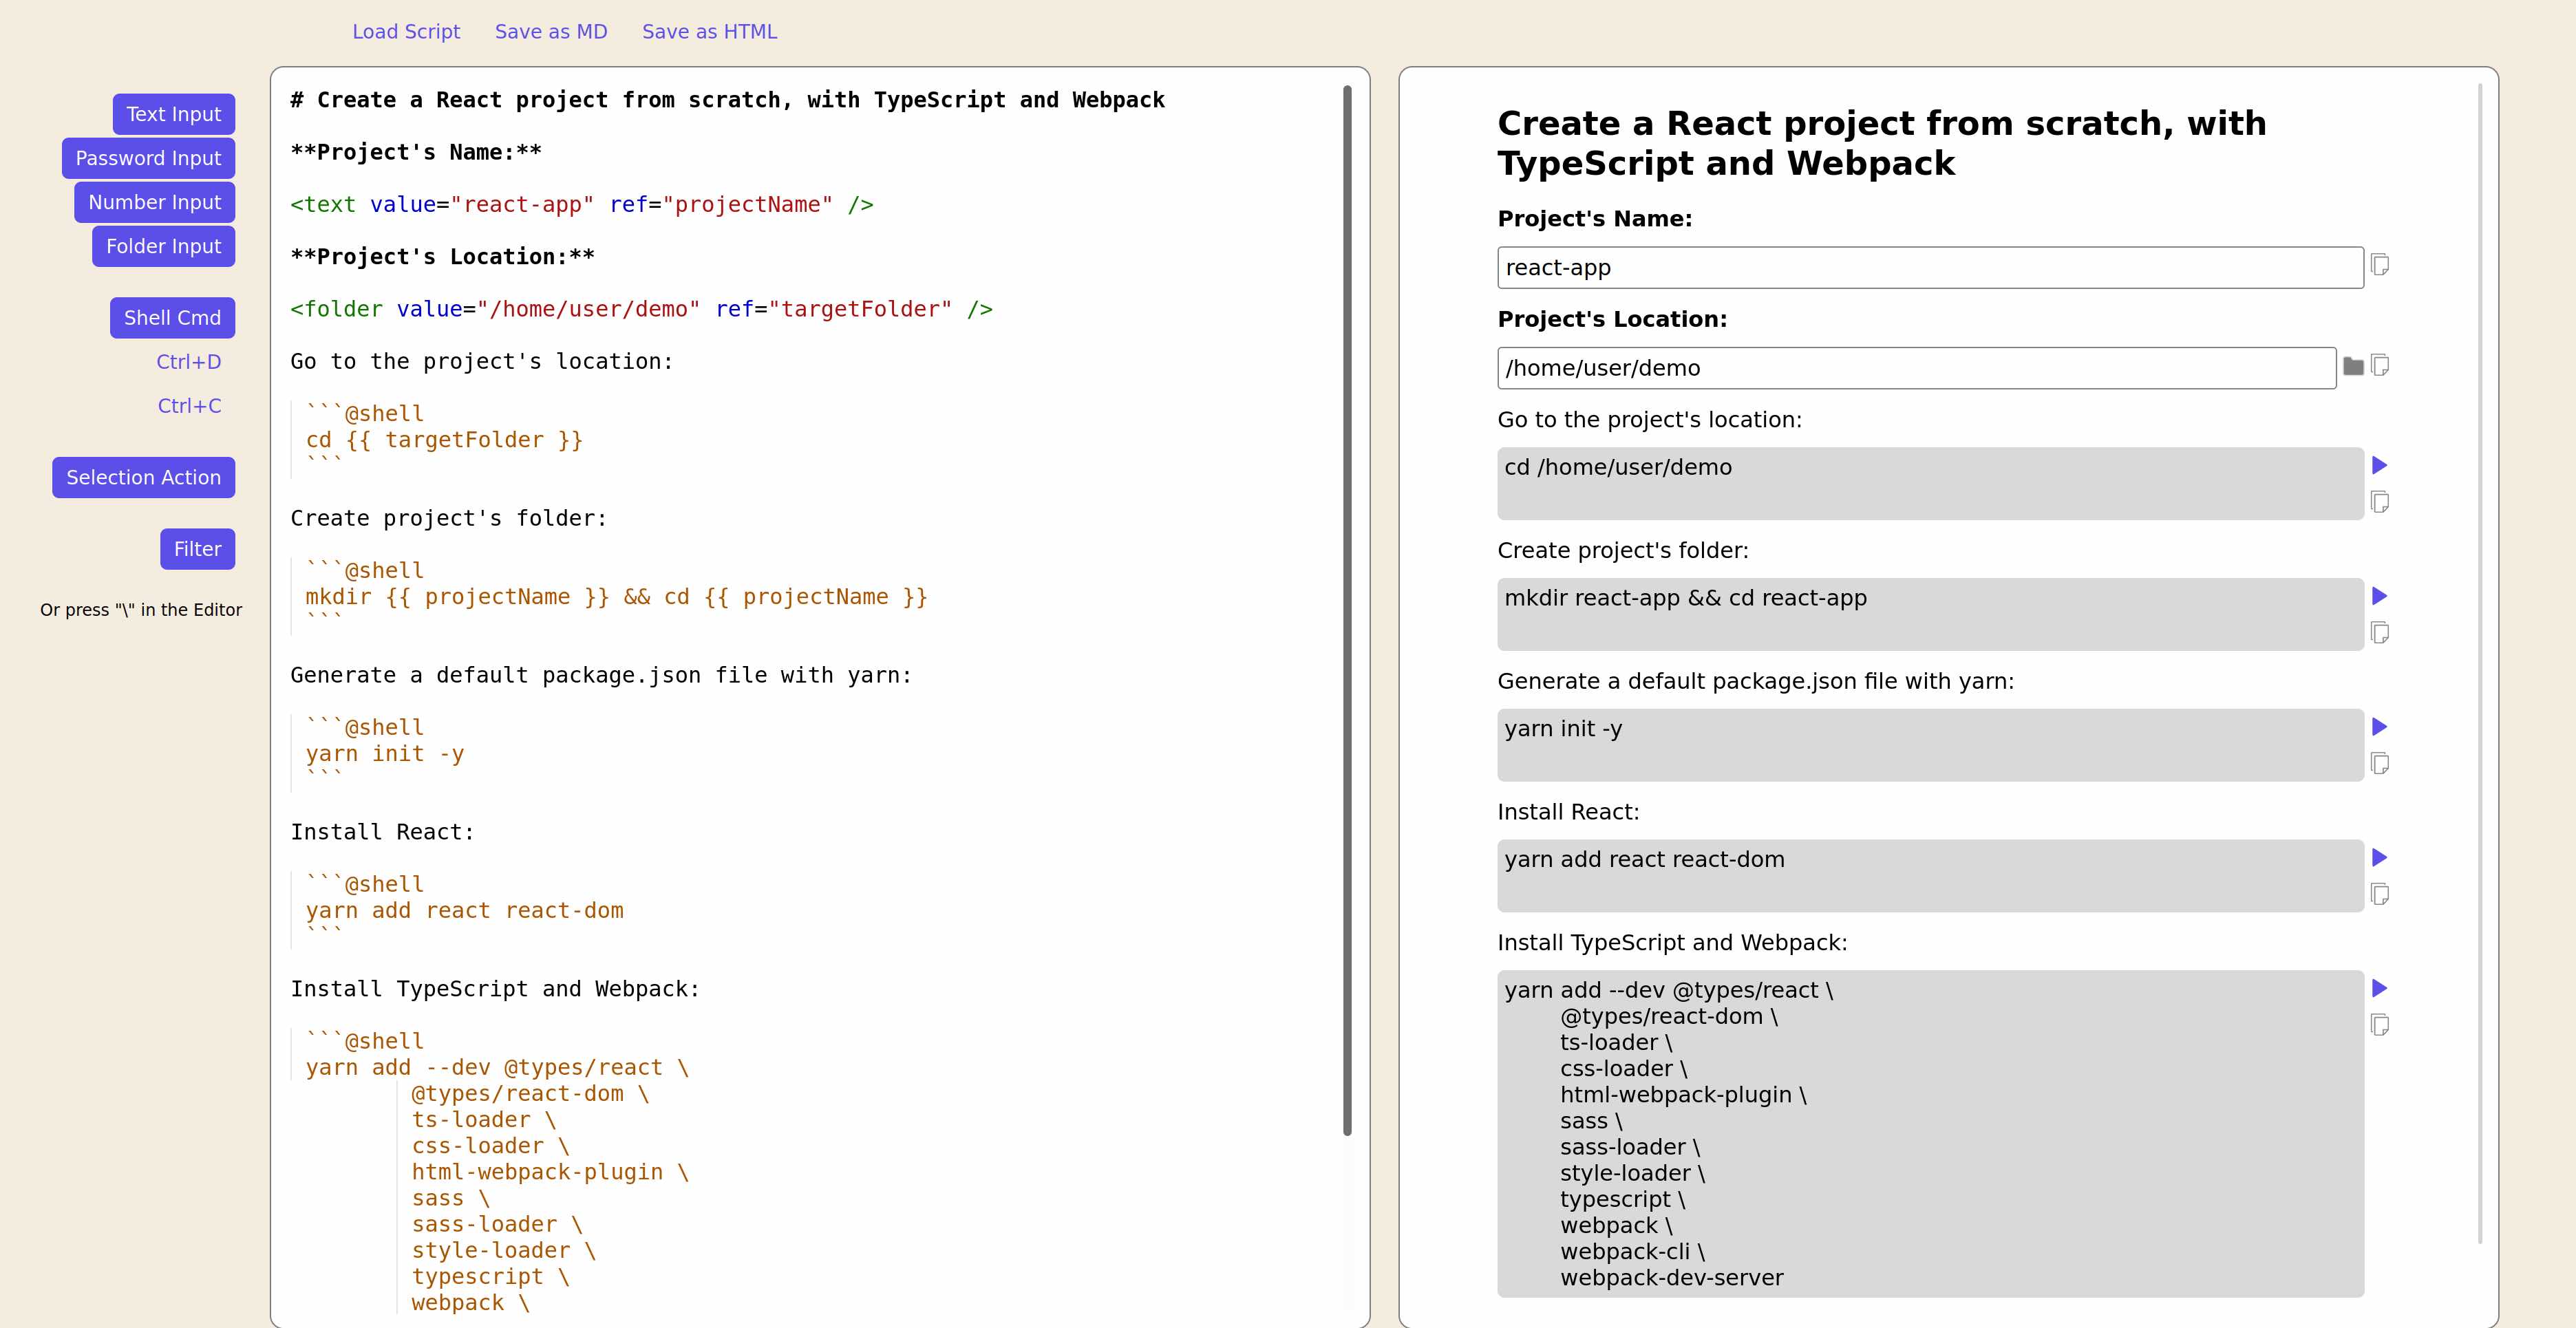 Load Script
Save as MD
Save as HTML
Text Input
Password Input
Number Input
Folder Input
Shell Cmd
Ctrl+D
Ctrl+C
Selection Action
Filter
Or press "\" in the Editor
# Create a React project from scratch, with TypeScript and Webpack
**Project's Name:**
<text value="react-app" ref="projectName" />
**Project's Location:**
<folder value="/home/user/demo" ref="targetFolder" />
Go to the project's location:
```@shell
cd {{ targetFolder }}
```
Create project's folder:
```@shell
mkdir {{ projectName }} && cd {{ projectName }}
```
Generate a default package.json file with yarn:
```@shell
yarn init -y
```
Install React:
```@shell
yarn add react react-dom
```
Install TypeScript and Webpack:
```@shell
yarn add --dev @types/react \
@types/react-dom \
ts-loader \
css-loader \
html-webpack-plugin \
sass \
sass-loader \
style-loader \
typescript \
webpack \
Create a React project from scratch, with
TypeScript and Webpack
Project's Name:
react-app
Project's Location:
/home/user/demo
Go to the project's location:
cd /home/user/demo
Create project's folder:
mkdir react-app && cd react-app
Generate a default package.json file with yarn:
yarn init -y
Install React:
yarn add react react-dom
Install TypeScript and Webpack:
yarn add --dev @types/react \
@types/react-dom \
ts-loader \
css-loader \
html-webpack-plugin \
sass \
sass-loader \
style-loader \
typescript \
webpack \
webpack-cli \
webpack-dev-server